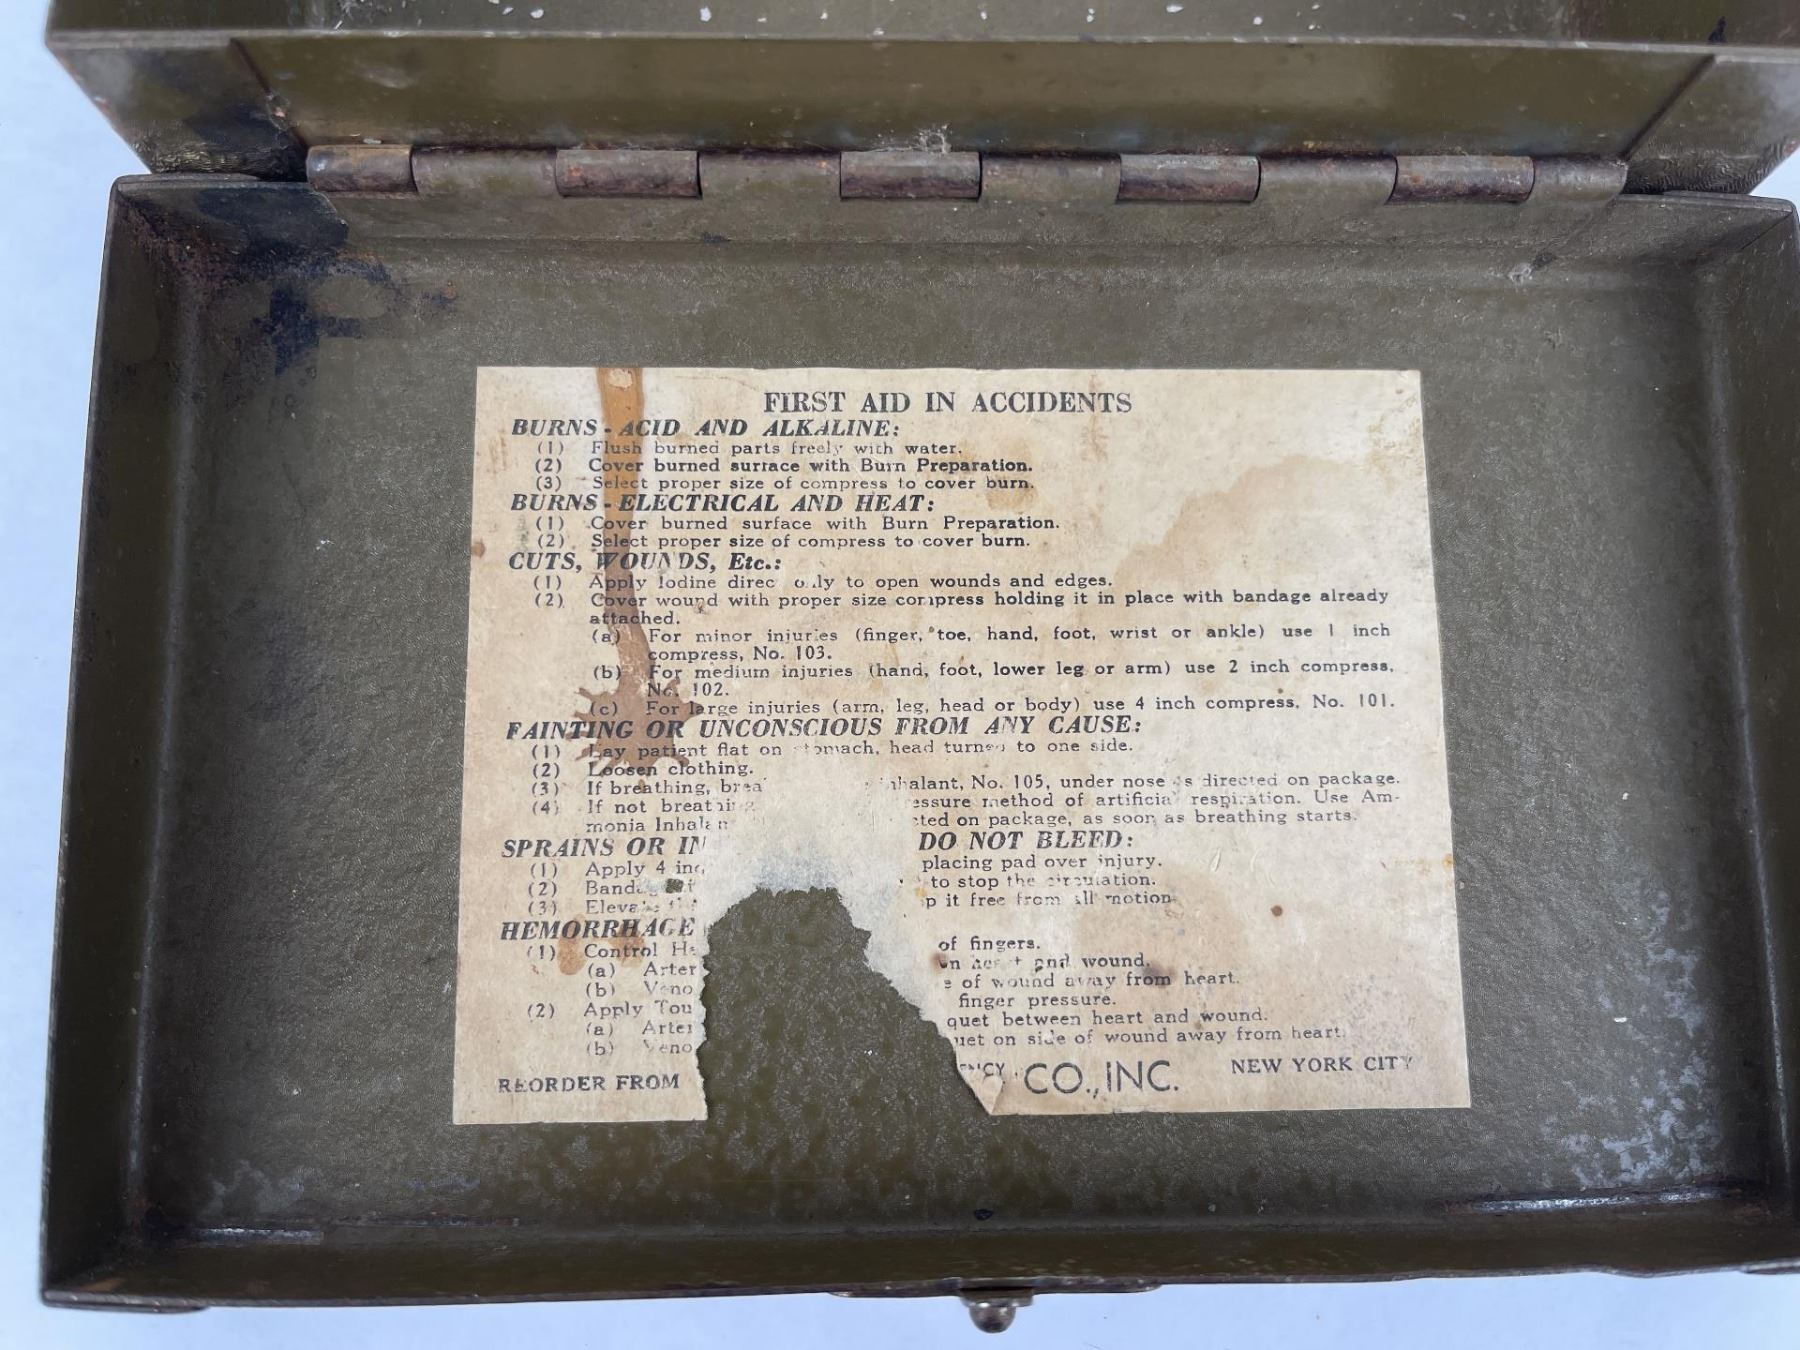 FIRST AID IN ACCIDENTS
BURNS - ACID AND ALKALINE:
(1) Flush burned parts freely with water.
(2) Cover burned surface with Burn Preparation.
(3) Select proper size of compress to cover burn.
BURNS - ELECTRICAL AND HEAT:
(1) Cover burned surface with Burn Preparation.
(2) Select proper size of compress to cover burn.
CUTS, WOUNDS, Etc.:
(1) Apply Iodine to open wounds and edges.
(2) Cover wound with proper size compress holding it in place with bandage already
attached.
(a) For minor injuries (finger, toe, hand, foot, wrist or ankle) use 1 inch
compress, No. 103.
(b) For medium injuries (hand, foot, lower leg or arm) use 2 inch compress,
No. 102.
(c) For large injuries (arm, leg, head or body) use 4 inch compress, No. 101.
FAINTING OR UNCONSCIOUS FROM ANY CAUSE:
(1) Lay patient flat on stomach, head turned to one side.
(2) Loosen clothing.
(3) If breathing, inhalant, No. 105, under nose as directed on package.
(4) If not breathing method of artificial respiration. Use Am-
monia on package, as soon as breathing starts.
SPRAINS OR DO NOT BLEED:
(1) Apply 4 placing pad over injury.
(2) to stop the circulation.
(3) it free from all motion
HEMORRHAGE
(1) Control of fingers.
(a) heart and wound.
(b) of wound away from heart.
(2) Apply finger pressure.
(a) between heart and wound.
(b) on side of wound away from heart.
REORDER FROM CO., INC. NEW YORK CITY